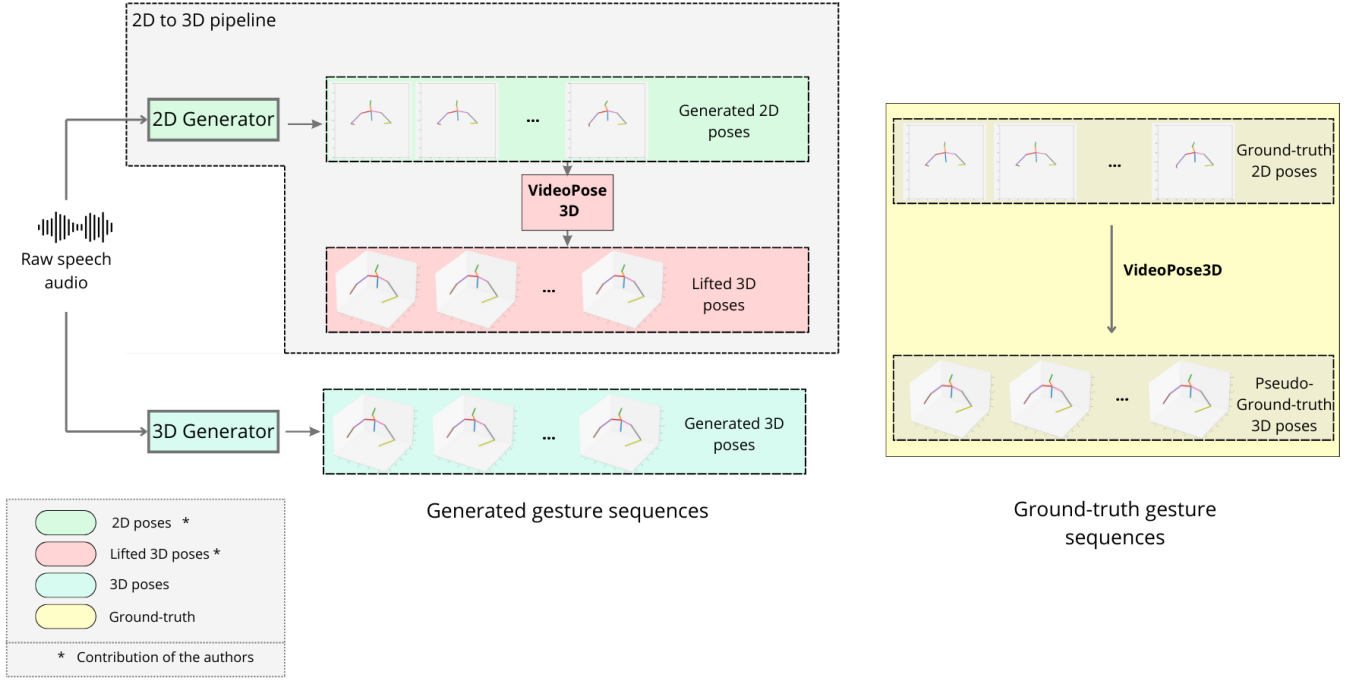 2D to 3D pipeline
2D Generator
...
Generated 2D
poses
VideoPose
3D
Raw speech
audio
...
Lifted 3D
poses
3D Generator
...
Generated 3D
poses
Generated gesture sequences
...
Ground-truth
2D poses
VideoPose3D
...
Pseudo-
Ground-truth
3D poses
Ground-truth gesture
sequences
2D poses *
Lifted 3D poses *
3D poses
Ground-truth
* Contribution of the authors